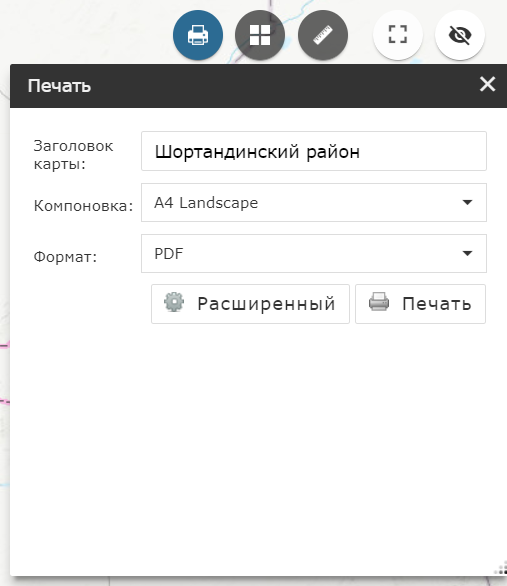 Печать
Заголовок
карты:
Шортандинский район
Компоновка:
A4 Landscape
Формат:
PDF
Расширенный
Печать